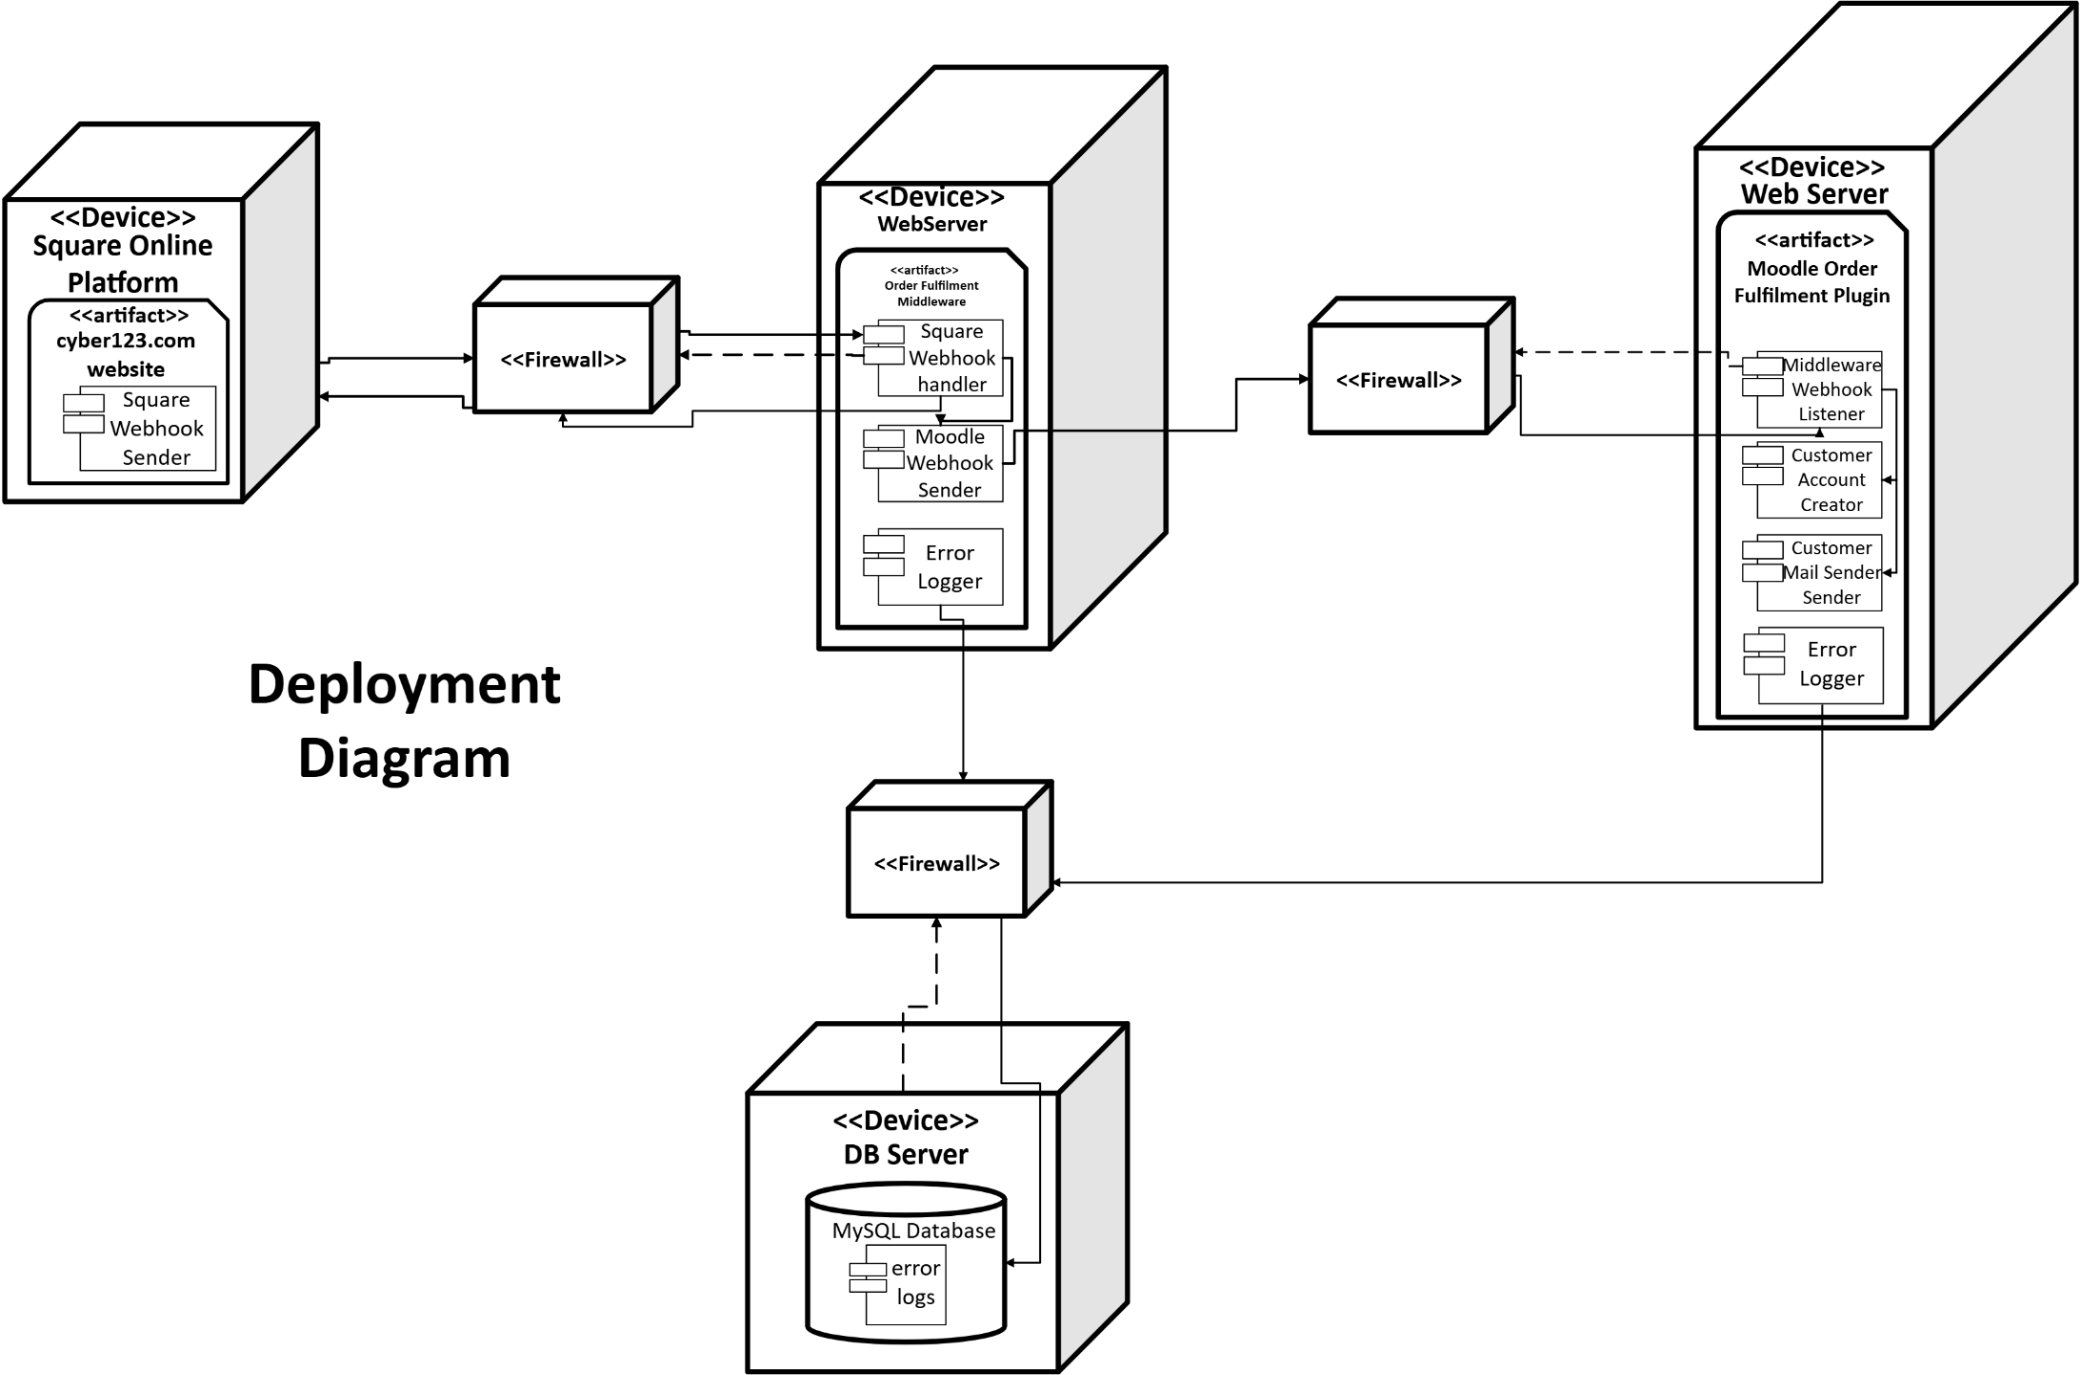 <<Device>>
Square Online
Platform
<<artifact>>
cyber123.com
website
Square
Webhook
Sender
<<Firewall>>
<<Device>>
WebServer
<<artifact>>
Order Fulfilment
Middleware
Square
Webhook
handler
Moodle
Webhook
Sender
Error
Logger
<<Firewall>>
<<Device>>
Web Server
<<artifact>>
Moodle Order
Fulfilment Plugin
Middleware
Webhook
Listener
Customer
Account
Creator
Customer
Mail Sender
Sender
Error
Logger
Deployment
Diagram
<<Firewall>>
<<Device>>
DB Server
MySQL Database
error
logs